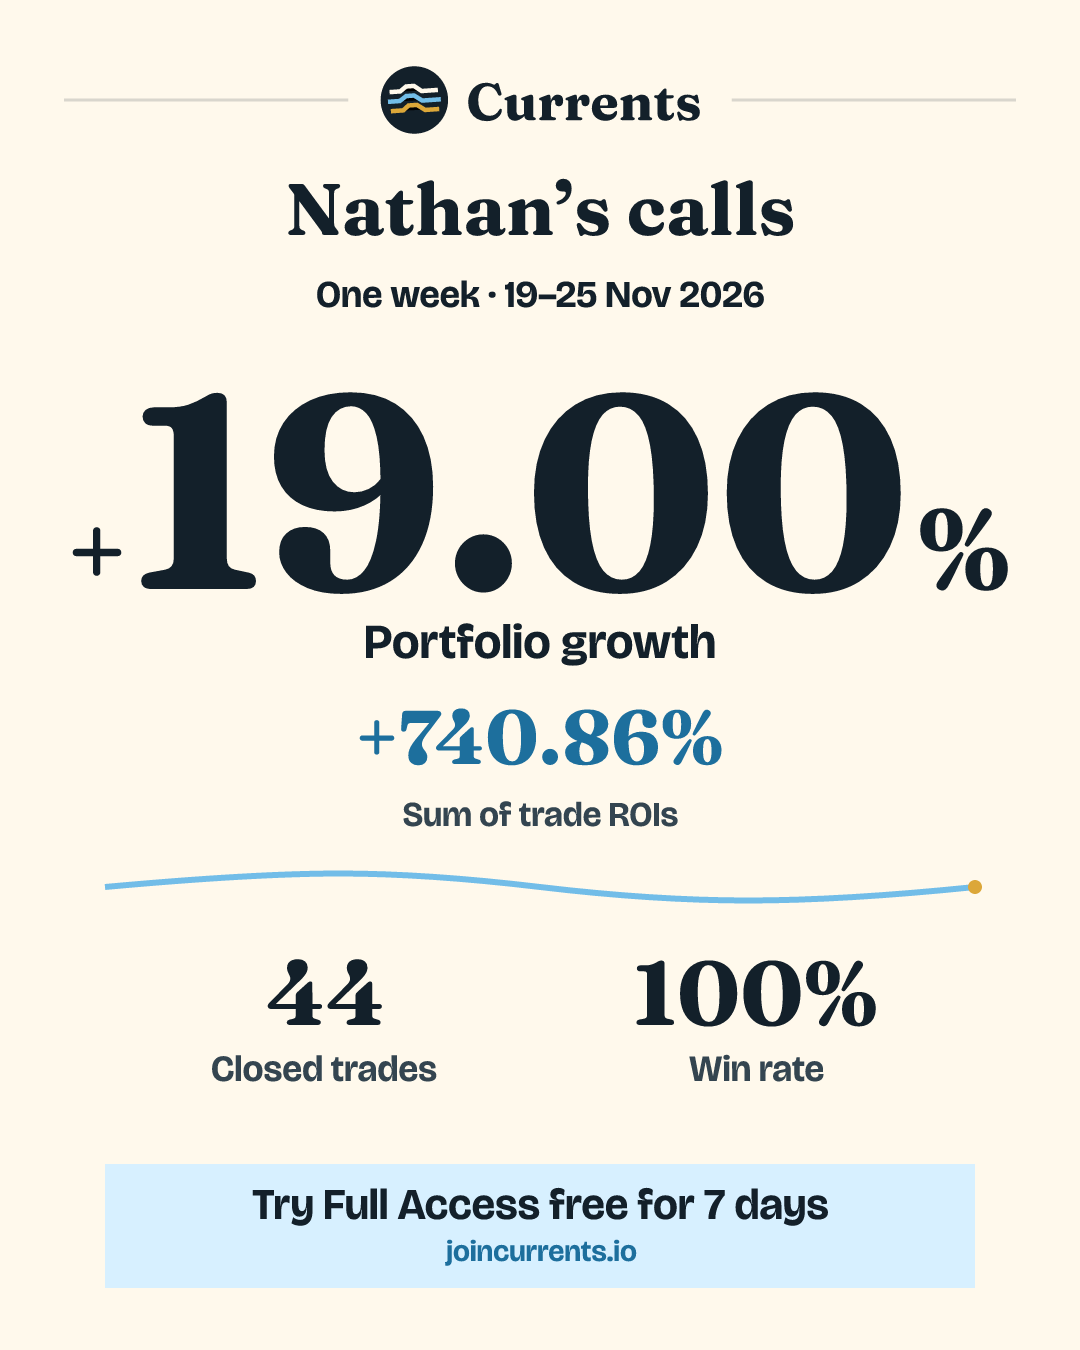 Currents
Nathan’s calls
One week · 19–25 Nov 2026
+19.00%
Portfolio growth
+740.86%
Sum of trade ROIs
44
Closed trades
100%
Win rate
Try Full Access free for 7 days
joincurrents.io